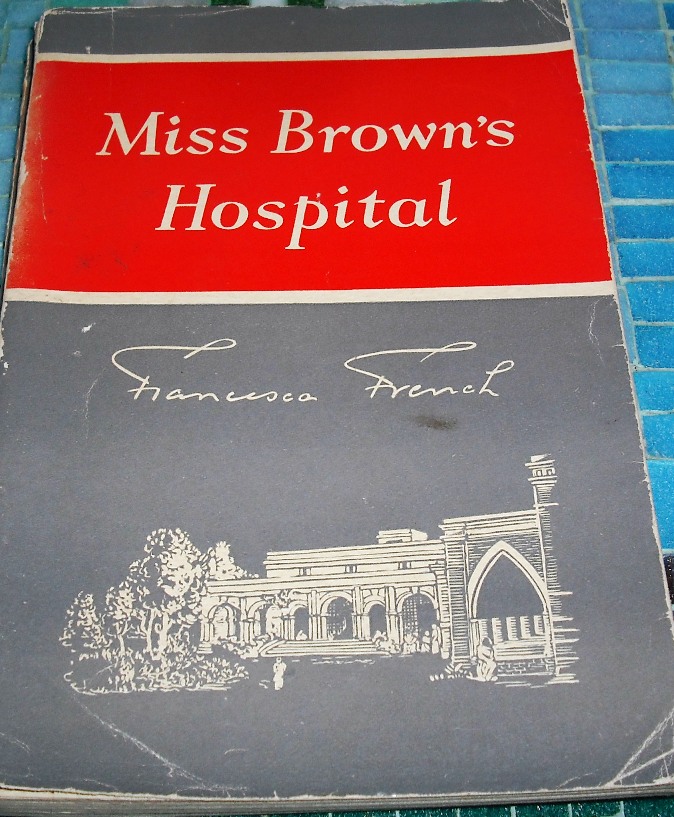 Miss Brown's
Hospital
Francesca French